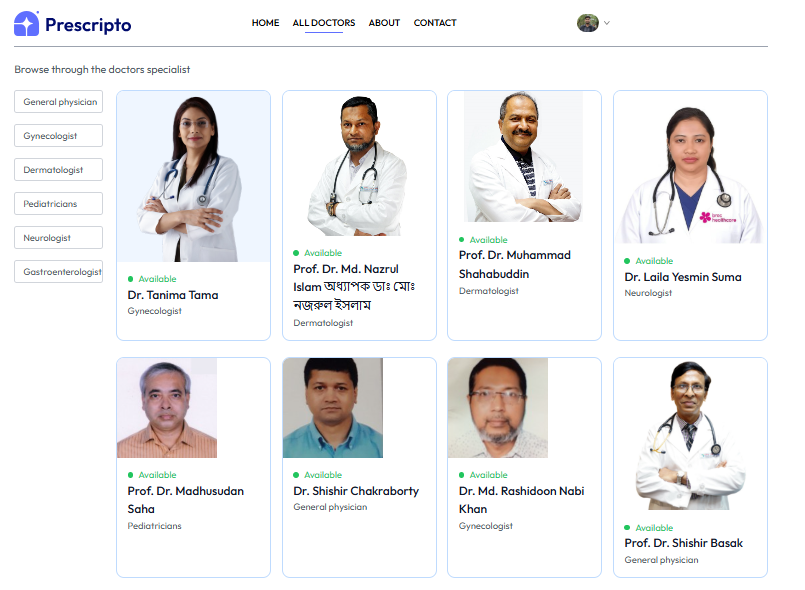 Prescripto
HOME ALL DOCTORS ABOUT CONTACT
Browse through the doctors specialist
General physician
Gynecologist
Dermatologist
Pediatricians
Neurologist
Gastroenterologist
Available
Dr. Tanima Tama
Gynecologist
Available
Prof. Dr. Md. Nazrul
Islam অধ্যাপক ডাঃ মোঃ
নজরুল ইসলাম
Dermatologist
Available
Prof. Dr. Muhammad
Shahabuddin
Dermatologist
healthcare
Available
Dr. Laila Yesmin Suma
Neurologist
Available
Prof. Dr. Madhusudan
Saha
Pediatricians
Available
Dr. Shishir Chakraborty
General physician
Available
Dr. Md. Rashidoon Nabi
Khan
Gynecologist
Available
Prof. Dr. Shishir Basak
General physician